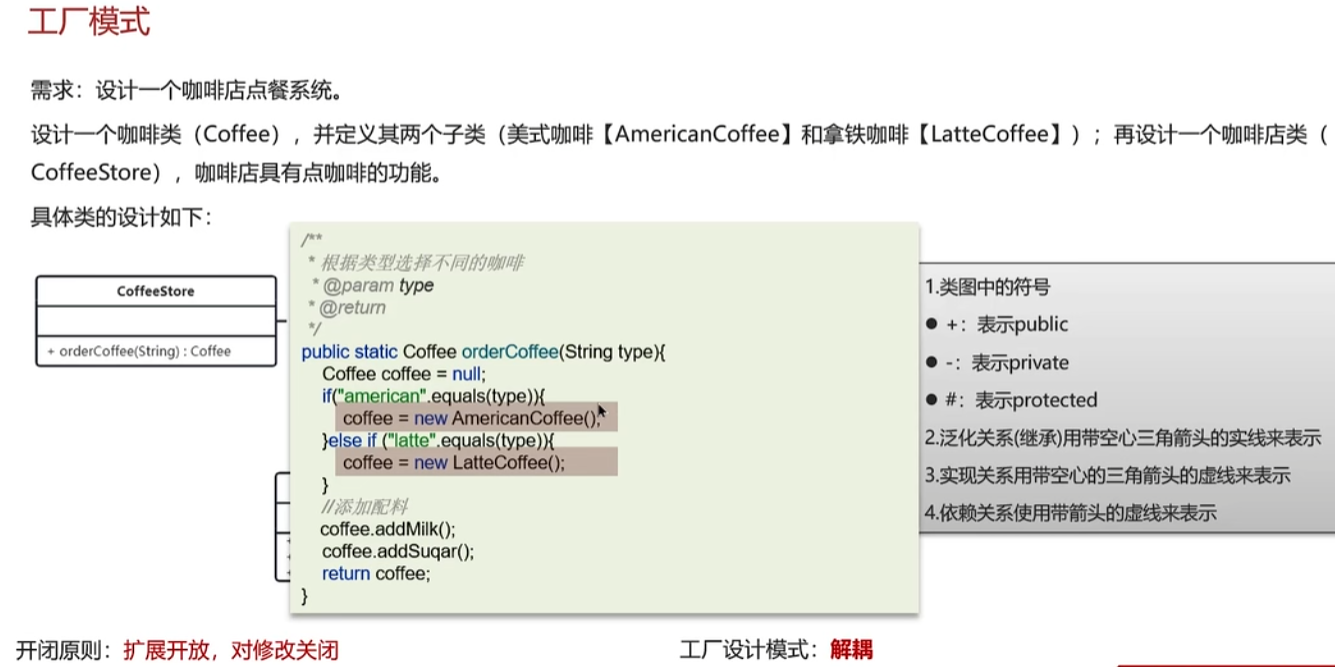 工厂模式
需求：设计一个咖啡店点餐系统。
设计一个咖啡类（Coffee），并定义其两个子类（美式咖啡【AmericanCoffee】和拿铁咖啡【LatteCoffee】）；再设计一个咖啡店类（
CoffeeStore），咖啡店具有点咖啡的功能。
具体类的设计如下：
CoffeeStore
+ orderCoffee(String) : Coffee
/**
* 根据类型选择不同的咖啡
* @param type
* @return
*/
public static Coffee orderCoffee(String type){
Coffee coffee = null;
if("american".equals(type)){
coffee = new AmericanCoffee();
}else if ("latte".equals(type)){
coffee = new LatteCoffee();
}
//添加配料
coffee.addMilk();
coffee.addSuqar();
return coffee;
}
1.类图中的符号
● +：表示public
● -：表示private
● #：表示protected
2.泛化关系(继承)用带空心三角箭头的实线来表示
3.实现关系用带空心的三角箭头的虚线来表示
4.依赖关系使用带箭头的虚线来表示
开闭原则：扩展开放，对修改关闭
工厂设计模式：解耦